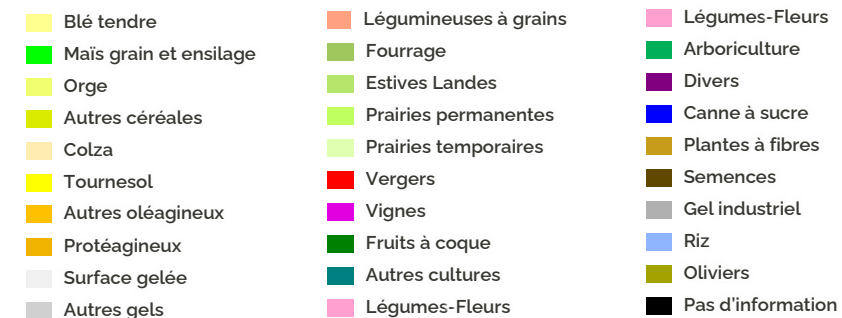 Blé tendre
Maïs grain et ensilage
Orge
Autres céréales
Colza
Tournesol
Autres oléagineux
Protéagineux
Surface gelée
Autres gels
Légumineuses à grains
Fourrage
Estives Landes
Prairies permanentes
Prairies temporaires
Vergers
Vignes
Fruits à coque
Autres cultures
Légumes-Fleurs
Légumes-Fleurs
Arboriculture
Divers
Canne à sucre
Plantes à fibres
Semences
Gel industriel
Riz
Oliviers
Pas d'information